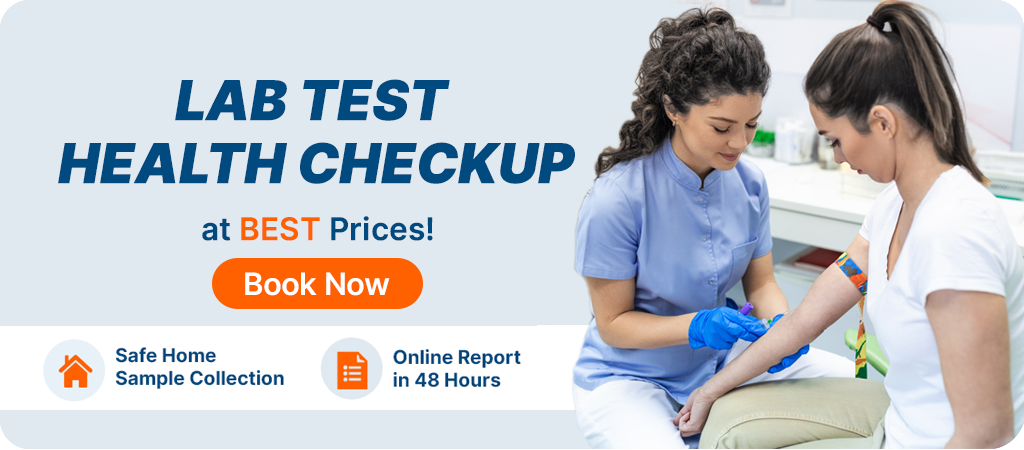 LAB TEST
HEALTH CHECKUP
at BEST Prices!
Book Now
Safe Home
Sample Collection
Online Report
in 48 Hours